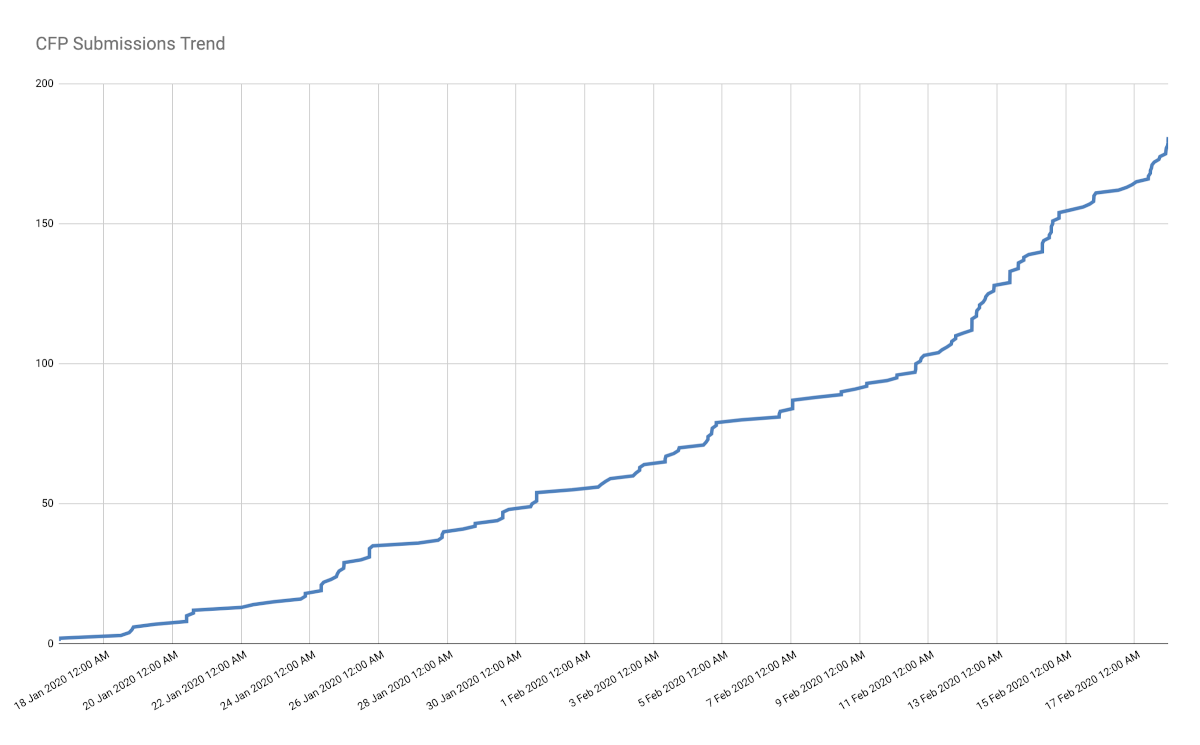 CFP Submissions Trend
200
150
100
50
0
18 Jan 2020 12:00 AM
20 Jan 2020 12:00 AM
22 Jan 2020 12:00 AM
24 Jan 2020 12:00 AM
26 Jan 2020 12:00 AM
28 Jan 2020 12:00 AM
30 Jan 2020 12:00 AM
1 Feb 2020 12:00 AM
3 Feb 2020 12:00 AM
5 Feb 2020 12:00 AM
7 Feb 2020 12:00 AM
9 Feb 2020 12:00 AM
11 Feb 2020 12:00 AM
13 Feb 2020 12:00 AM
15 Feb 2020 12:00 AM
17 Feb 2020 12:00 AM